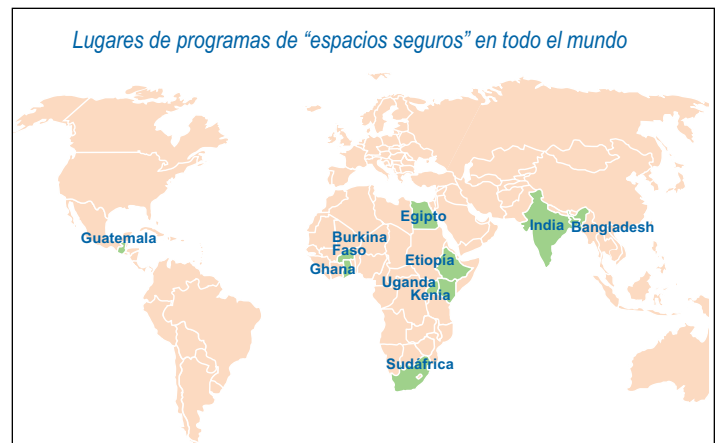 Lugares de programas de “espacios seguros” en todo el mundo
Egipto
India
Bangladesh
Guatemala
Burkina
Faso
Etiopía
Ghana
Uganda
Kenia
Sudáfrica